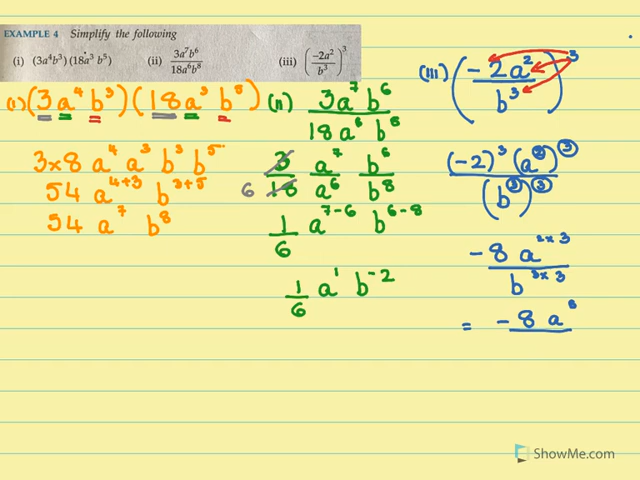 EXAMPLE 4 Simplify the following
(i) (3a⁴b³)(18a³ b⁵) (ii) 3a⁷b⁶ / 18a⁶b⁸ (iii) (−2a² / b³)³
(i) (3a⁴b³)(18a³b⁵)
3×8 a⁴ a³ b³ b⁵
54 a⁴⁺³ b³⁺⁵
54 a⁷ b⁸
(ii) 3a⁷b⁶ / 18a⁶b⁸
3 / 6 18 a⁷ / a⁶ b⁶ / b⁸
1/6 a⁷⁻⁶ b⁶⁻⁸
1/6 a¹ b⁻²
(iii) (−2a² / b³)³ 3
(−2)³ (a²)³ / (b³)³
−8 a²ˣ³ / b³ˣ³
= −8 a⁶
ShowMe.com